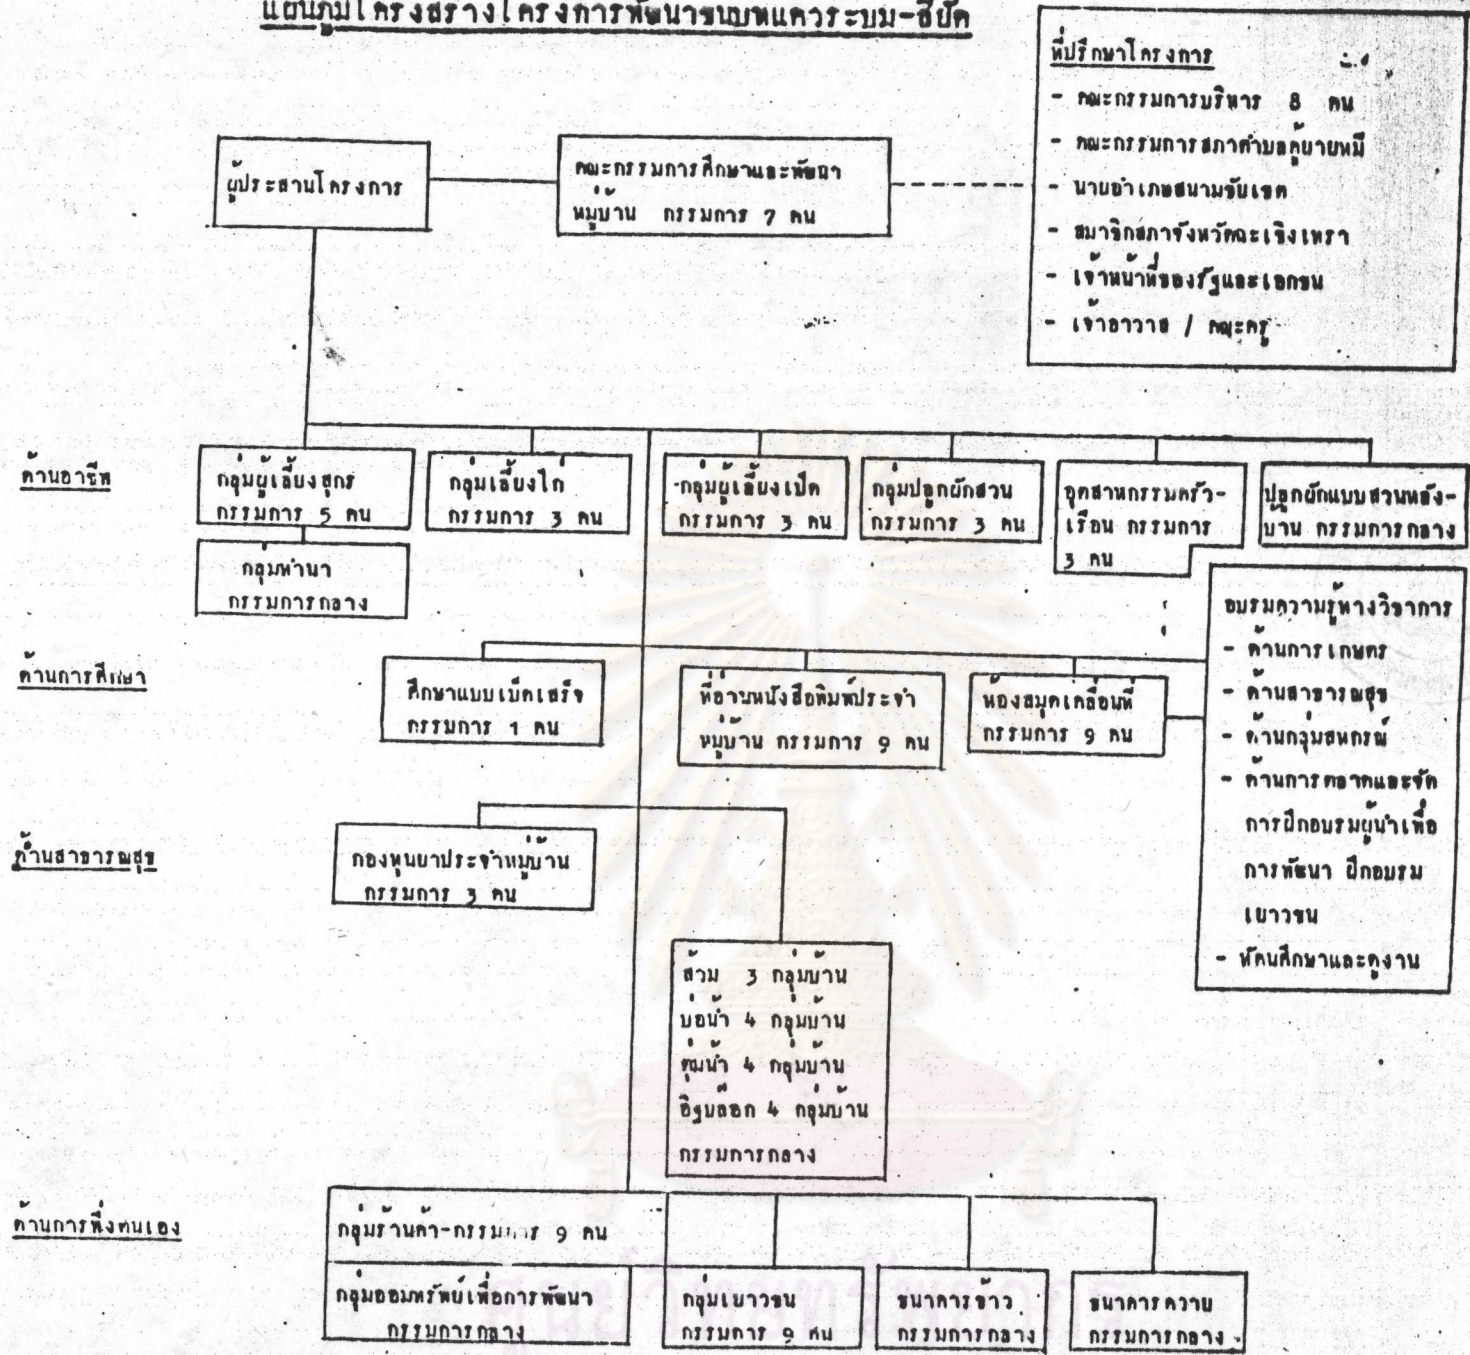 แผนภูมิโครงสร้างโครงการพัฒนาชนบทแควระบม-สียัด
ที่ปรึกษาโครงการ
- คณะกรรมการบริหาร 8 คน
- คณะกรรมการสภาตำบลคู้ยายหมี
- นายอำเภอสนามชัยเขต
- สมาชิกสภาจังหวัดฉะเชิงเทรา
- เจ้าหน้าที่ของรัฐและเอกชน
- เจ้าอาวาส / คณะครู
ผู้ประสานโครงการ
คณะกรรมการศึกษาและพัฒนา
หมู่บ้าน กรรมการ 7 คน
ด้านอาชีพ
กลุ่มผู้เลี้ยงสุกร
กรรมการ 5 คน
กลุ่มเลี้ยงไก่
กรรมการ 3 คน
กลุ่มผู้เลี้ยงเป็ด
กรรมการ 3 คน
กลุ่มปลูกผักสวน
กรรมการ 3 คน
อุตสาหกรรมครัว-
เรือน กรรมการ
3 คน
ปลูกผักแบบสวนหลัง-
บ้าน กรรมการกลาง
กลุ่มทำนา
กรรมการกลาง
ด้านการศึกษา
ศึกษาแบบเบ็ดเสร็จ
กรรมการ 1 คน
ที่อ่านหนังสือพิมพ์ประจำ
หมู่บ้าน กรรมการ 9 คน
ห้องสมุดเคลื่อนที่
กรรมการ 9 คน
อบรมความรู้ทางวิชาการ
- ด้านการเกษตร
- ด้านสาธารณสุข
- ด้านกลุ่มสหกรณ์
- ด้านการตลาดและจัด
การฝึกอบรมผู้นำเพื่อ
การพัฒนา ฝึกอบรม
เยาวชน
- ทัศนศึกษาและดูงาน
ด้านสาธารณสุข
กองทุนยาประจำหมู่บ้าน
กรรมการ 3 คน
ส้วม 3 กลุ่มบ้าน
บ่อน้ำ 4 กลุ่มบ้าน
ตุ่มน้ำ 4 กลุ่มบ้าน
อิฐบล๊อก 4 กลุ่มบ้าน
กรรมการกลาง
ด้านการพึ่งตนเอง
กลุ่มร้านค้า-กรรมการ 9 คน
กลุ่มออมทรัพย์เพื่อการพัฒนา
กรรมการกลาง
กลุ่มเยาวชน
กรรมการ 9 คน
ธนาคารข้าว
กรรมการกลาง
ธนาคารควาย
กรรมการกลาง
ศูนย์วิทยทรัพยากร